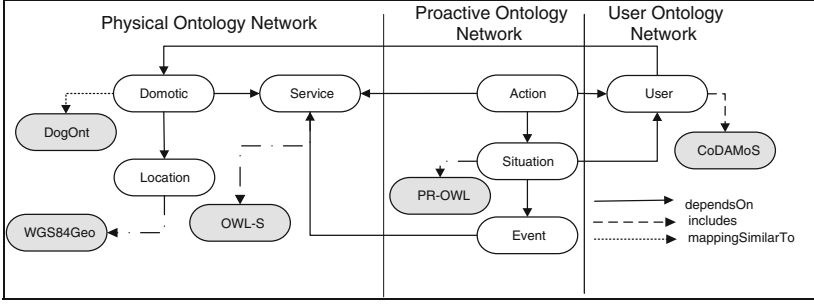 Physical Ontology Network
Proactive Ontology
Network
User Ontology
Network
Domotic
Service
Action
User
DogOnt
CoDAMoS
Situation
Location
PR-OWL
dependsOn
OWL-S
includes
WGS84Geo
Event
mappingSimilarTo